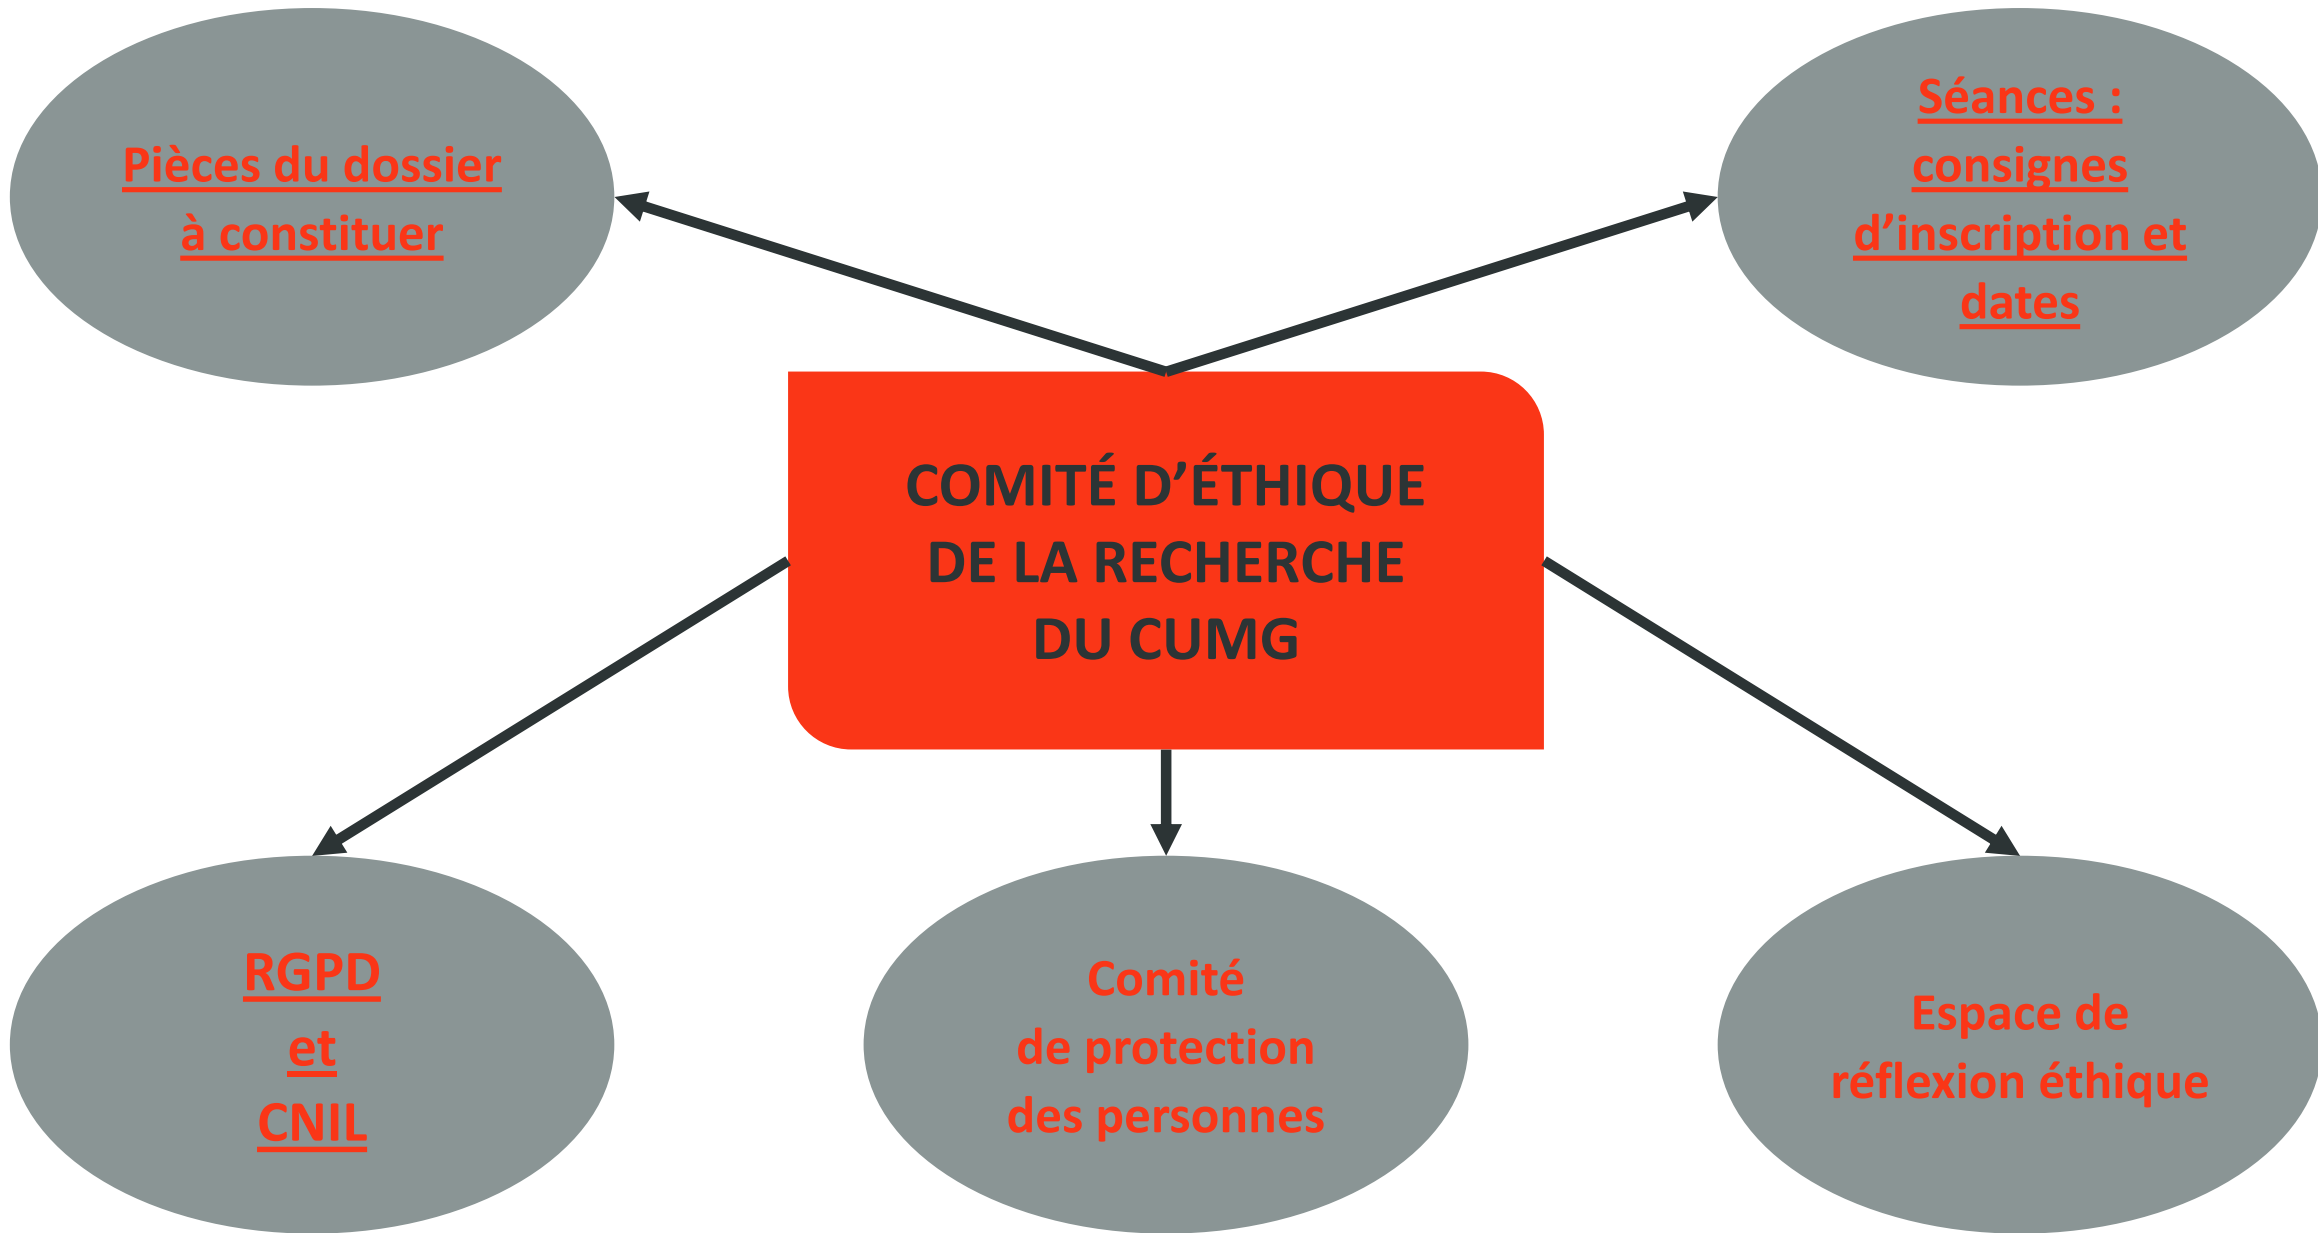 Pièces du dossier
à constituer
Séances :
consignes
d’inscription et
dates
COMITÉ D’ÉTHIQUE
DE LA RECHERCHE
DU CUMG
RGPD
et
CNIL
Comité
de protection
des personnes
Espace de
réflexion éthique